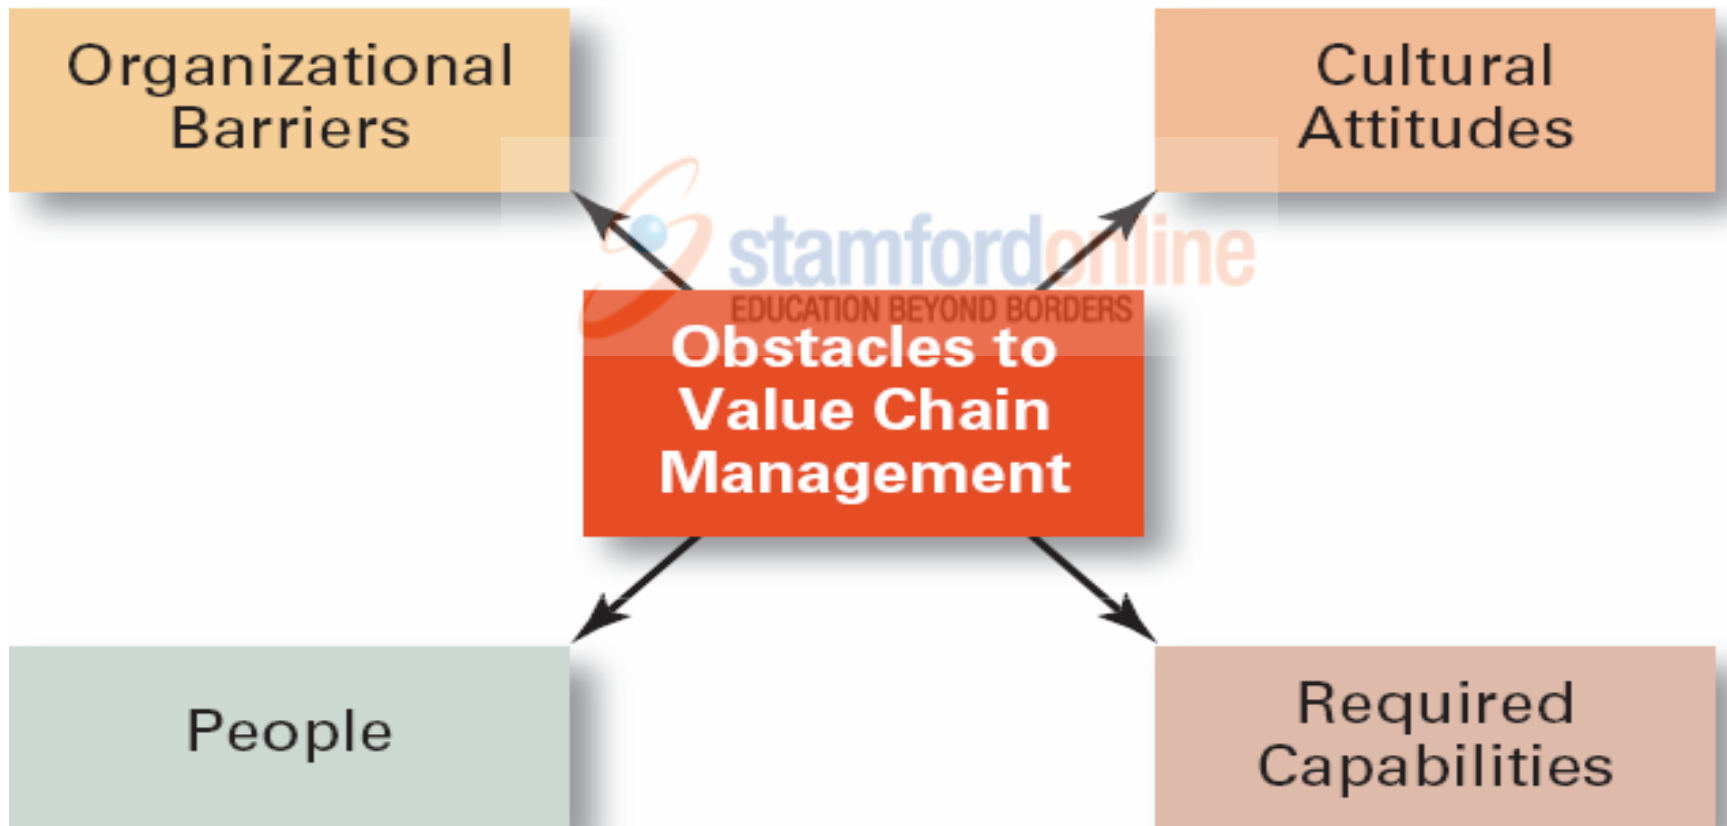 Organizational
Barriers
Cultural
Attitudes
stamfordonline
EDUCATION BEYOND BORDERS
Obstacles to
Value Chain
Management
People
Required
Capabilities